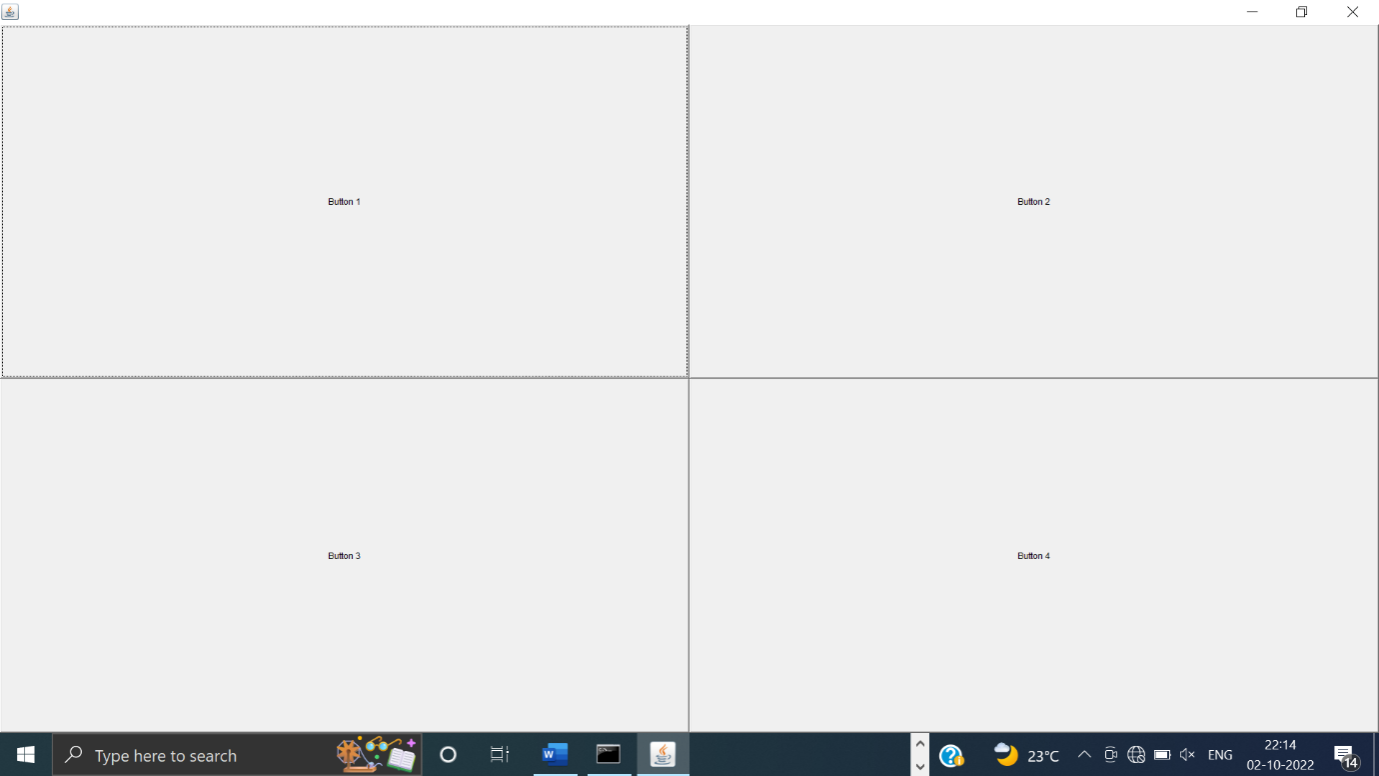 Button 1
Button 2
Button 3
Button 4
Type here to search
W
23°C
ENG
22:14
02-10-2022
14